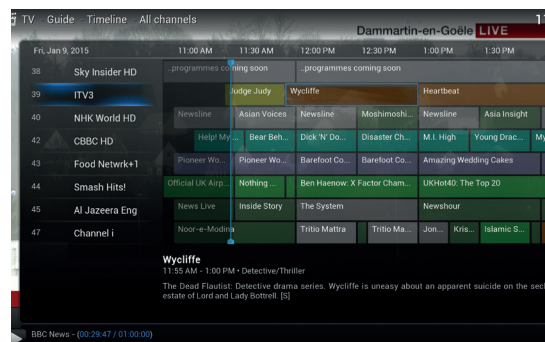 TV Guide Timeline All channels
Dammartin-en-Goële LIVE
Fri, Jan 9, 2015 11:00 AM 11:30 AM 12:00 PM 12:30 PM 1:00 PM 1:30 PM
38 Sky Insider HD ..programmes coming soon ..programmes coming soon
39 ITV3 Judge Judy Wycliffe Heartbeat
40 NHK World HD Newsline Asian Voices Newsline Moshimoshi... Newsline Asia Insight
42 CBBC HD Help! My ... Bear Beh... Dick 'N' Do... Disaster Ch... M.I. High Young Drac... My
43 Food Netwrk+1 Pioneer Wo... Pioneer Wo... Barefoot Co... Barefoot Co... Amazing Wedding Cakes
44 Smash Hits! Official UK Airp... Nothing ... Ben Haenow: X Factor Cham... UKHot40: The Top 20
45 Al Jazeera Eng News Live Inside Story The System Newshour
47 Channel i Noor-e-Modina Tritio Mattra Tritio Ma... Jon... Kris... Islamic S...
Wycliffe
11:55 AM - 1:00 PM • Detective/Thriller
The Dead Flautist: Detective drama series. Wycliffe is uneasy about an apparent suicide on the
estate of Lord and Lady Bottrell. [S]
BBC News - (00:29:47 / 01:00:00)